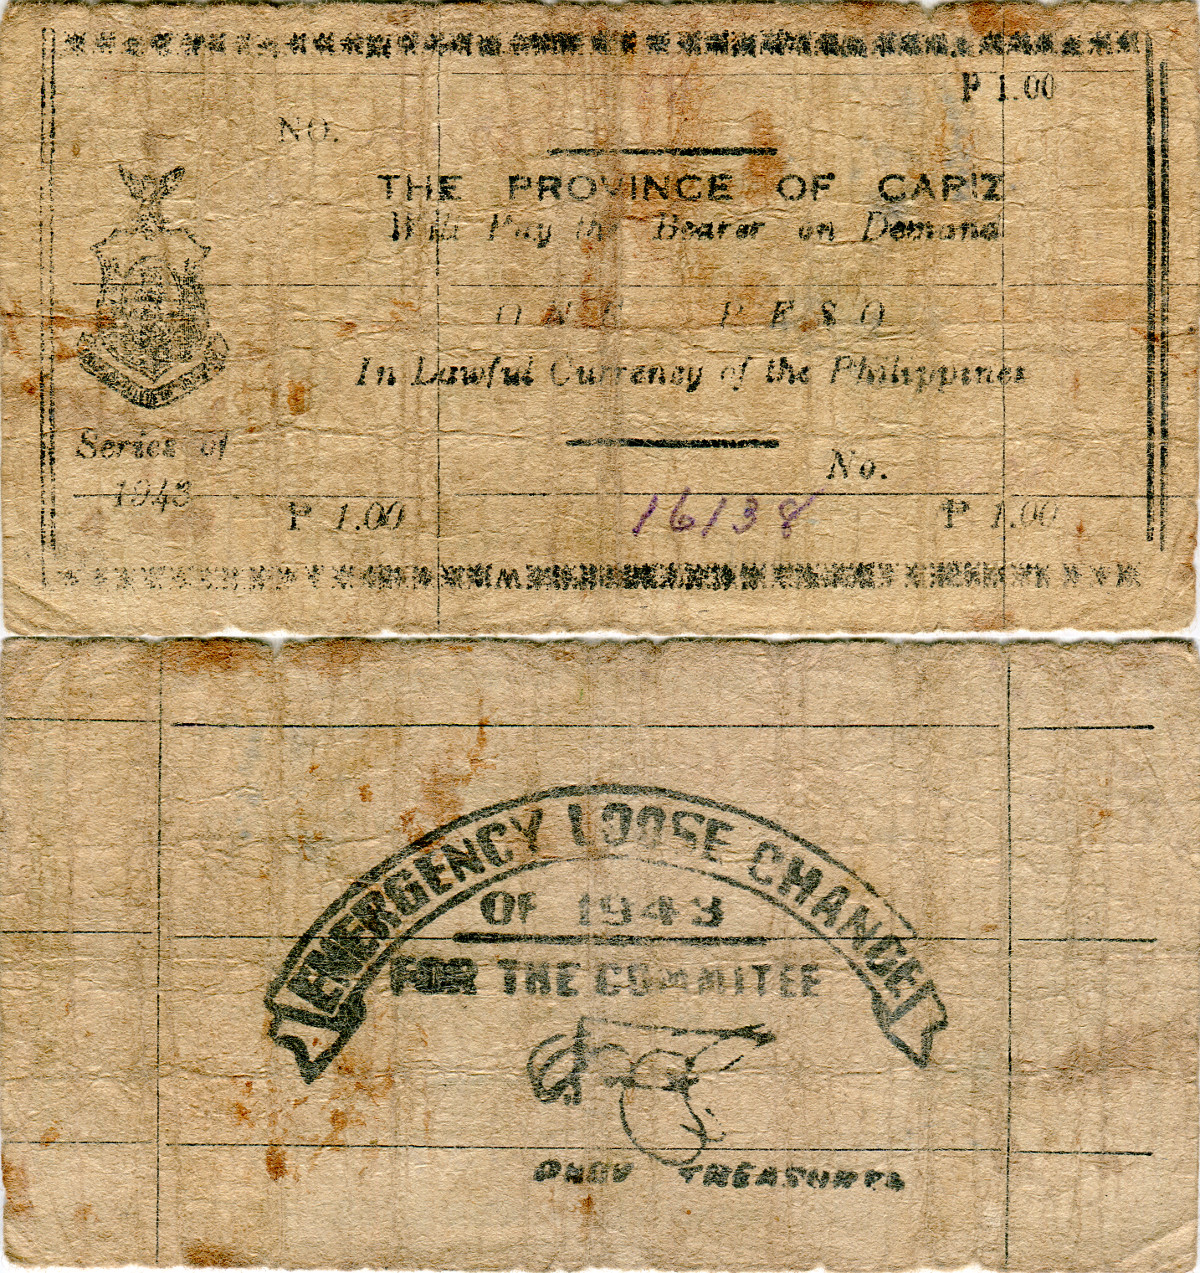 ₱ 1.00
NO.
THE PROVINCE OF CAPIZ
Will Pay the Bearer on Demand
ONE PESO
In Lawful Currency of the Philippines
Series of
1943
No.
₱ 1.00
16138
₱ 1.00
EMERGENCY LOOSE CHANGE
OF 1943
FOR THE COMMITEE
TREASURER